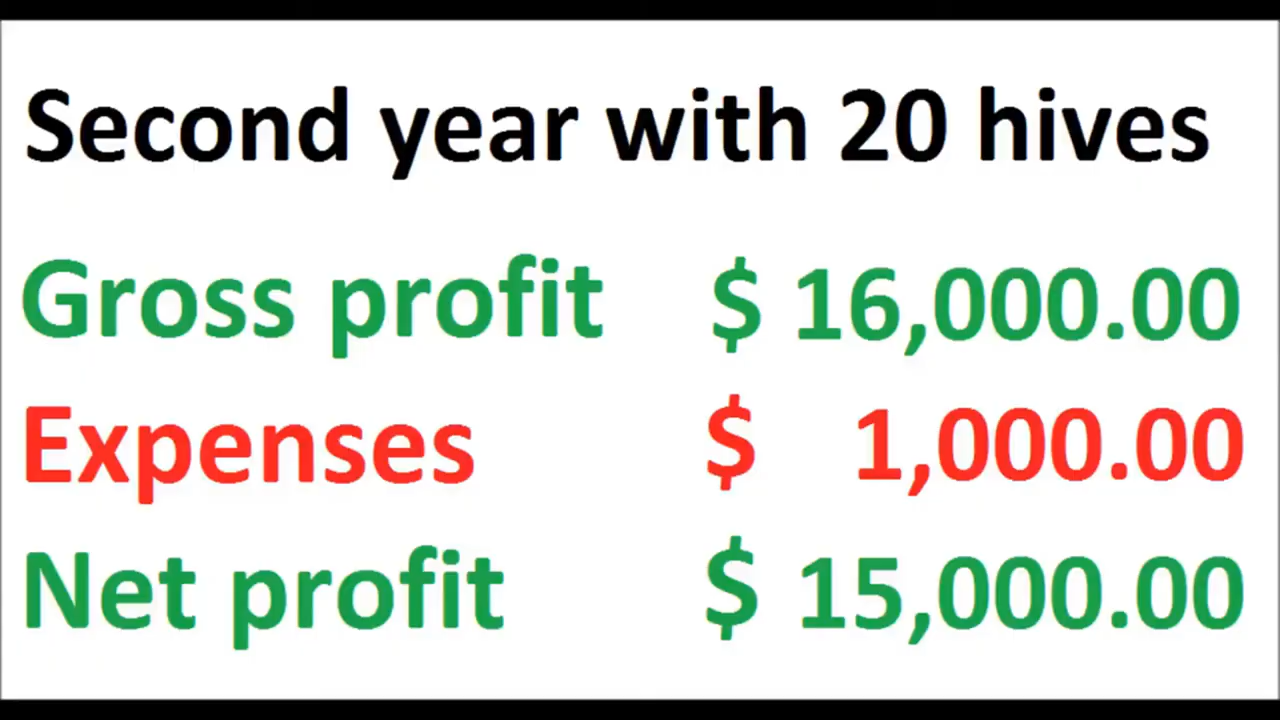 Second year with 20 hives
Gross profit $ 16,000.00
Expenses $ 1,000.00
Net profit $ 15,000.00